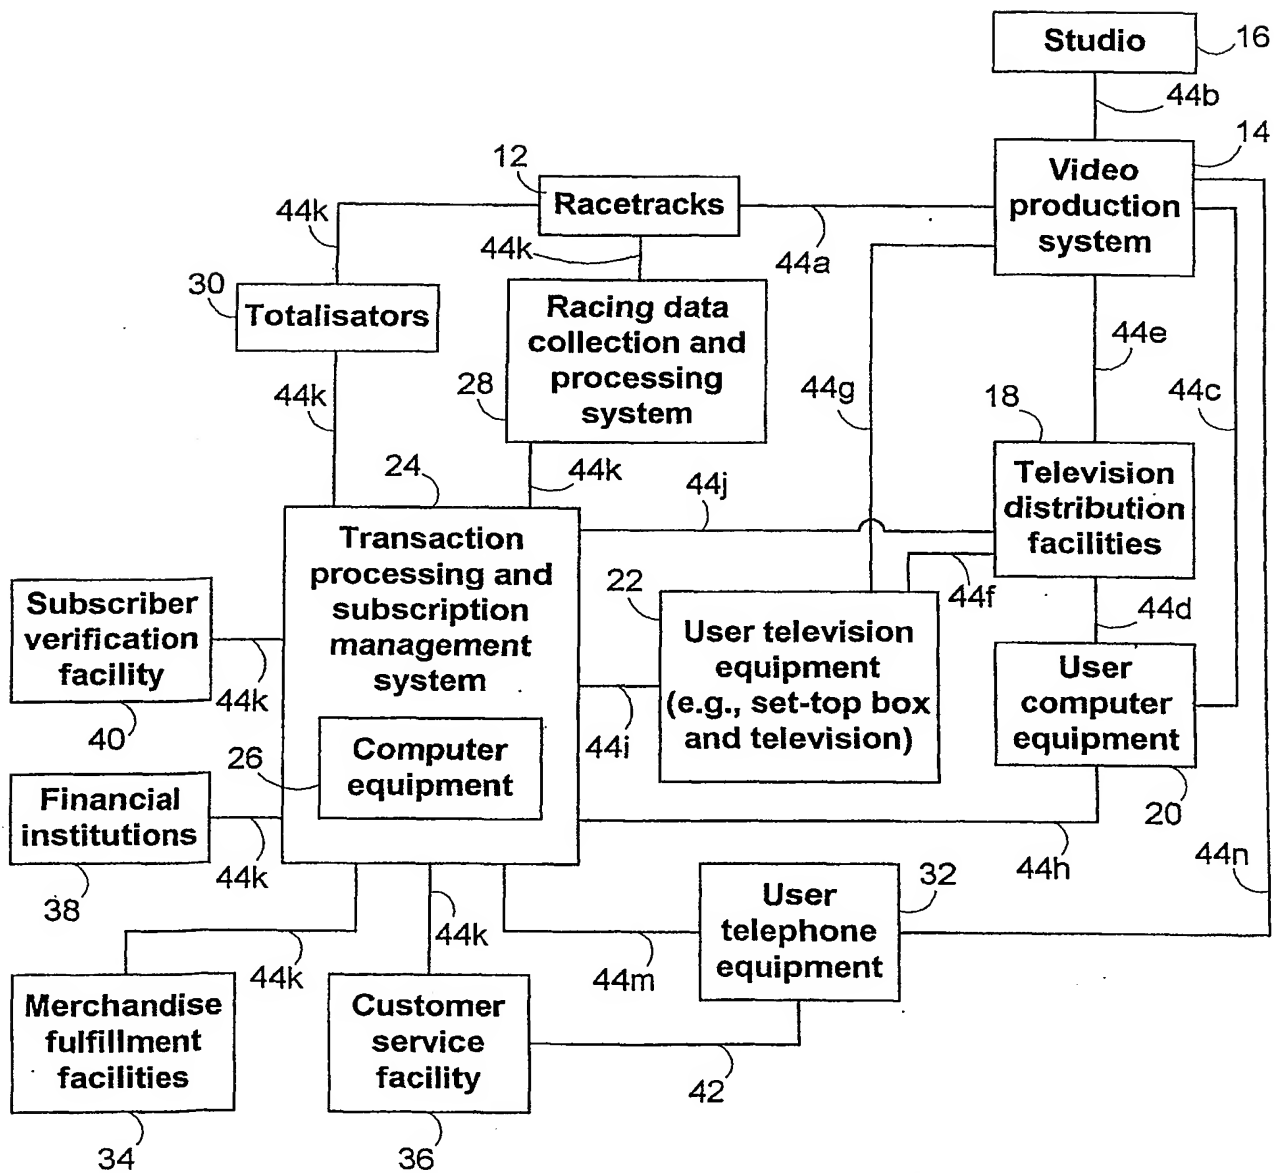 Studio
16
44b
14
Video
production
system
12
Racetracks
44k
44k
44a
30
Totalisators
Racing data
collection and
processing
system
28
44e
44g
44c
44k
18
24
44k
44j
Television
distribution
facilities
Transaction
processing and
subscription
management
system
22
44f
44d
Subscriber
verification
facility
User television
equipment
(e.g., set-top box
and television)
User
computer
equipment
44k
40
44i
26
Computer
equipment
20
Financial
institutions
44k
38
44h
44n
32
User
telephone
equipment
44k
44k
44m
Merchandise
fulfillment
facilities
Customer
service
facility
42
34
36